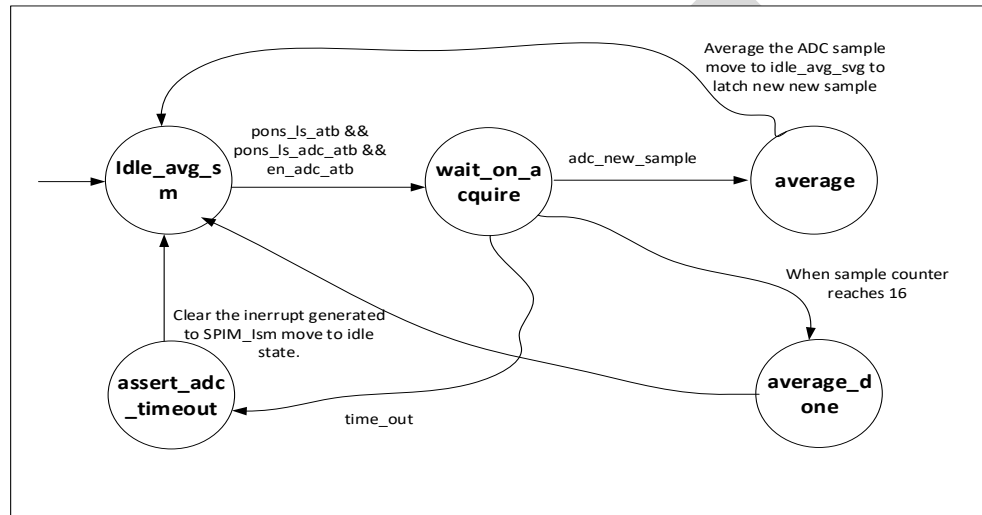 Average the ADC sample
move to idle_avg_svg to
latch new new sample
pons_ls_atb &&
pons_ls_adc_atb &&
en_adc_atb
Idle_avg_s
m
wait_on_a
cquire
adc_new_sample
average
When sample counter
reaches 16
Clear the inerrupt generated
to SPIM_lsm move to idle
state.
assert_adc
_timeout
time_out
average_d
one